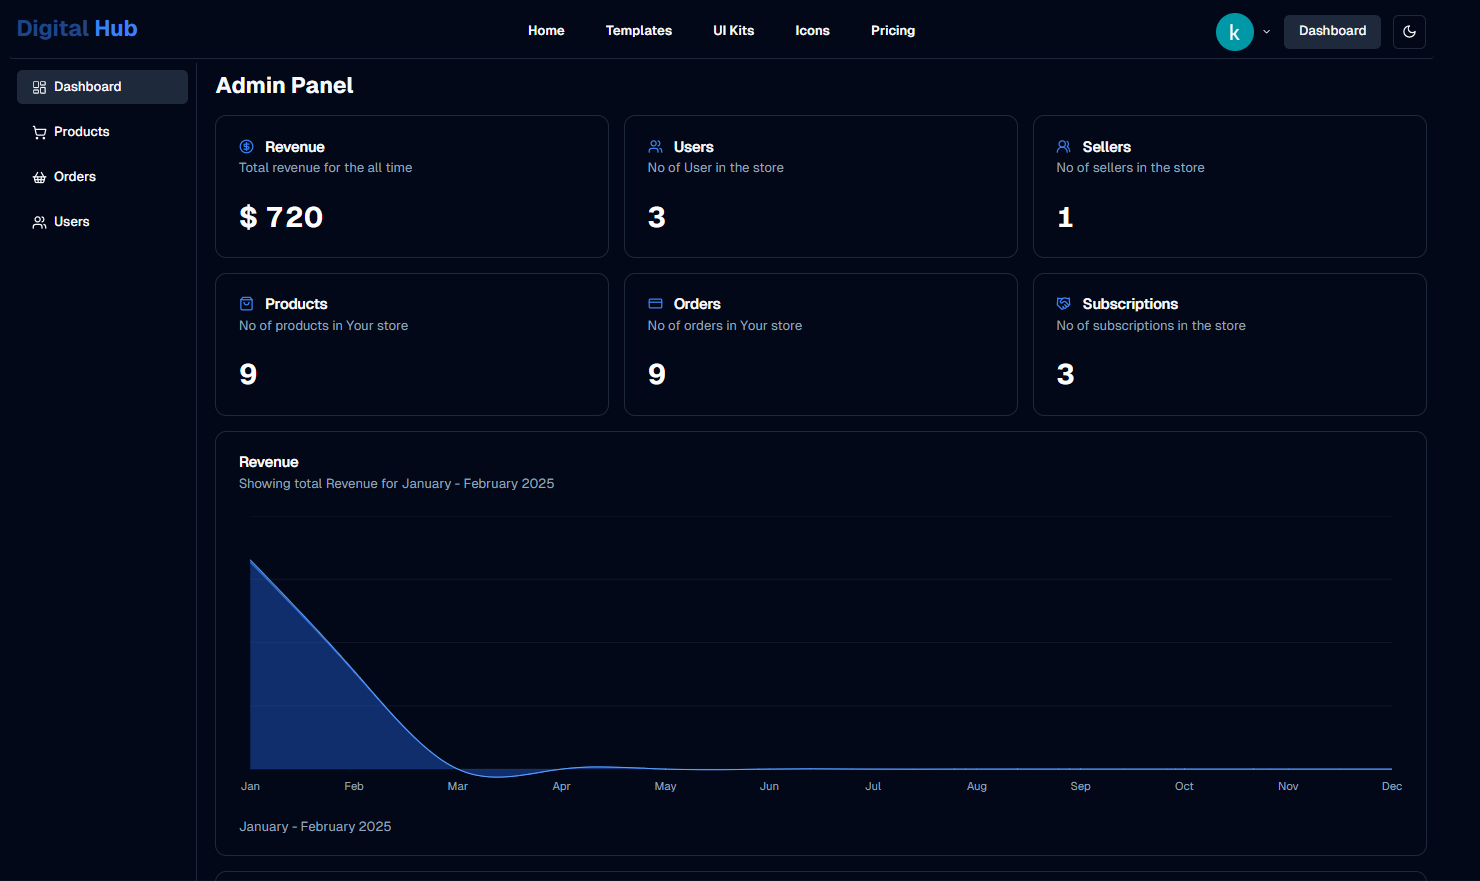 Digital Hub
Home Templates UI Kits Icons Pricing
k
Dashboard
Dashboard
Products
Orders
Users
Admin Panel
Revenue
Total revenue for the all time
$ 720
Users
No of User in the store
3
Sellers
No of sellers in the store
1
Products
No of products in Your store
9
Orders
No of orders in Your store
9
Subscriptions
No of subscriptions in the store
3
Revenue
Showing total Revenue for January - February 2025
Jan Feb Mar Apr May Jun Jul Aug Sep Oct Nov Dec
January - February 2025